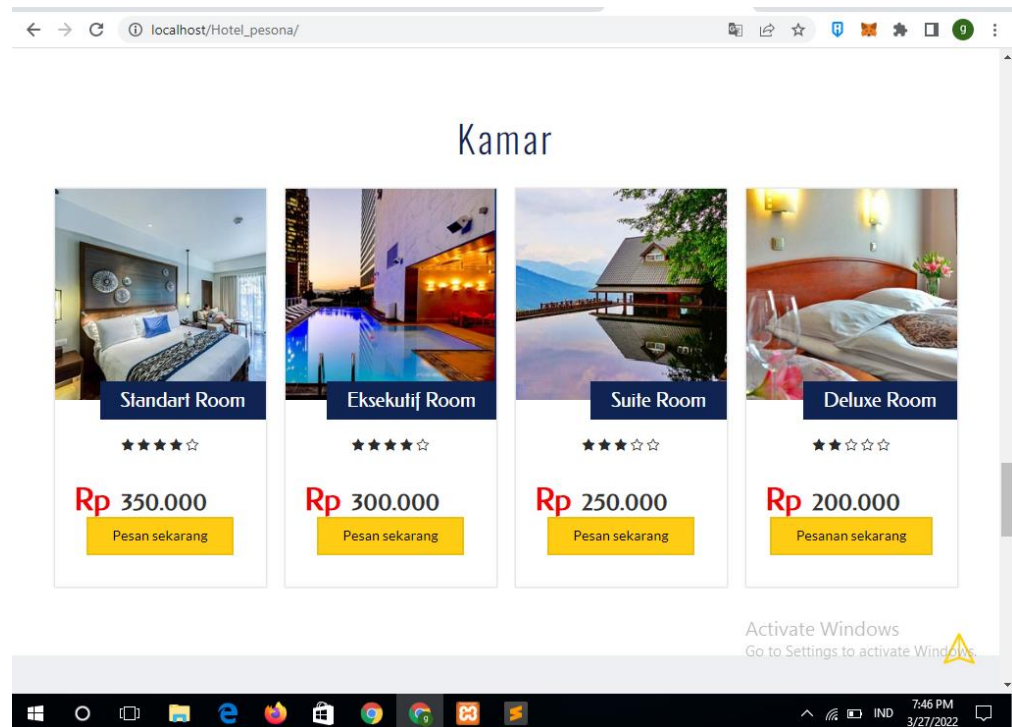 localhost/Hotel_pesona/
g
Kamar
Standart Room
Eksekutif Room
Suite Room
Deluxe Room
Rp 350.000
Rp 300.000
Rp 250.000
Rp 200.000
Pesan sekarang
Pesan sekarang
Pesan sekarang
Pesanan sekarang
Activate Windows
Go to Settings to activate Windows.
IND
7:46 PM
3/27/2022